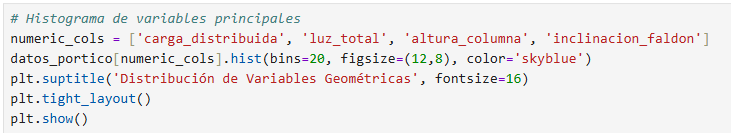 # Histograma de variables principales
numeric_cols = ['carga_distribuida', 'luz_total', 'altura_columna', 'inclinacion_faldon']
datos_portico[numeric_cols].hist(bins=20, figsize=(12,8), color='skyblue')
plt.suptitle('Distribución de Variables Geométricas', fontsize=16)
plt.tight_layout()
plt.show()